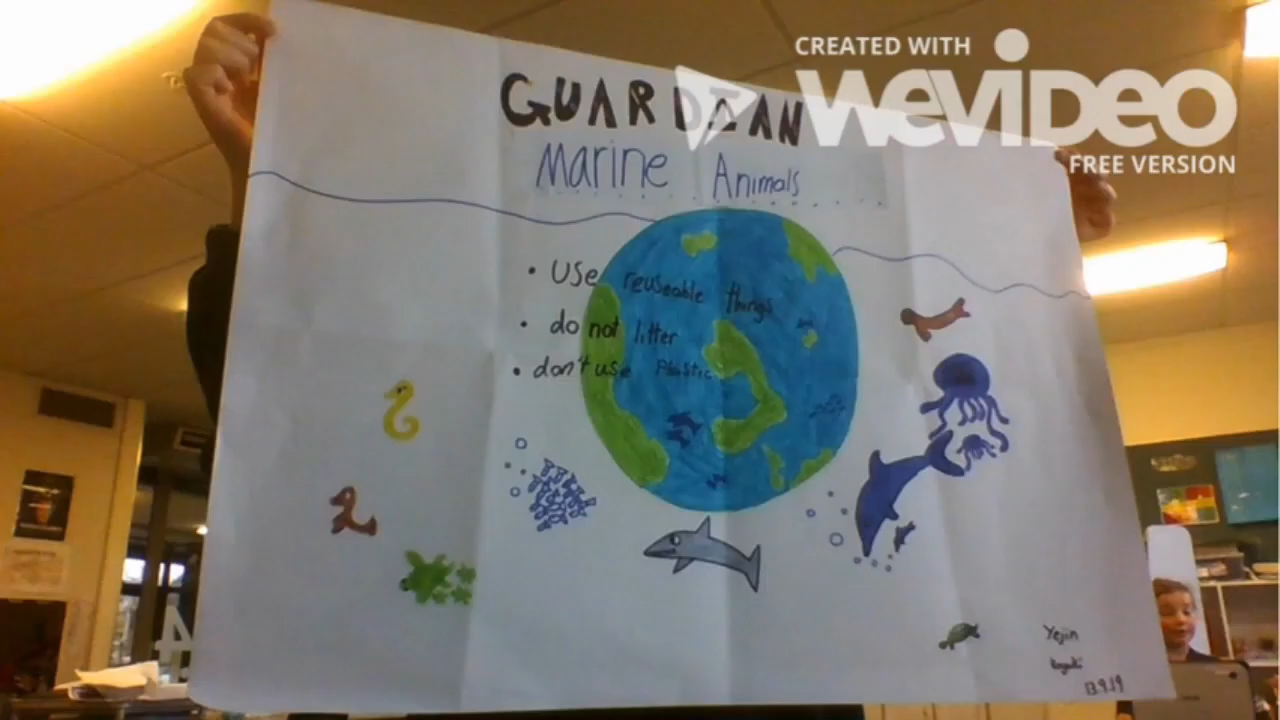 CREATED WITH
WEVIDEO
FREE VERSION
GUARDIAN
Marine Animals
• Use reuseable things
• do not litter
• don't use Plastic
Yejin
13.9.19